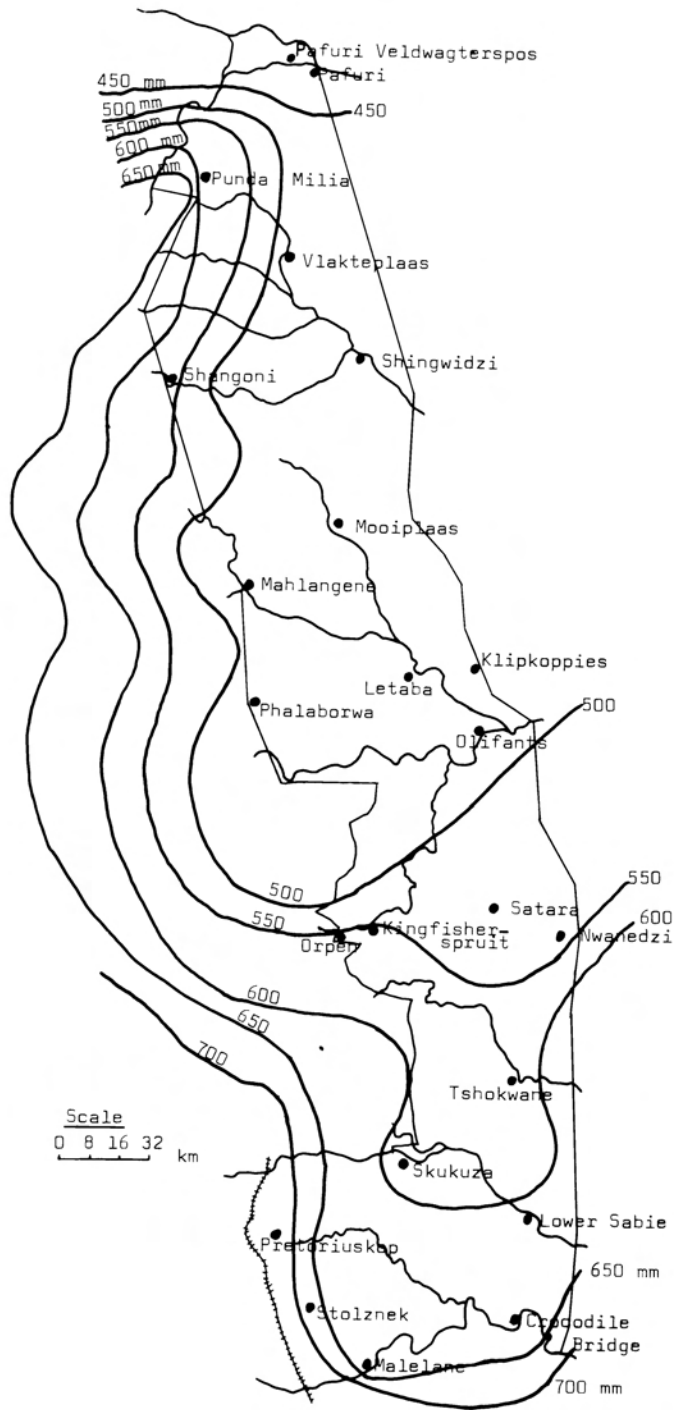 Pafuri Veldwagterspos
Pafuri
450 mm
450
500 mm
550mm
600 mm
650mm
Punda Milia
Vlakteplaas
Shingwidzi
Shangoni
Mooiplaas
Mahlangene
Klipkoppies
Letaba
Phalaborwa
500
Olifants
500
550
550
600
Satara
Kingfisher-
spruit
Orpen
Nwanedzi
600
650
700
Tshokwane
Scale
0 8 16 32
km
Skukuza
Lower Sabie
Pretoriuskop
650 mm
Stolznek
Crocodile
Bridge
Malelane
700 mm